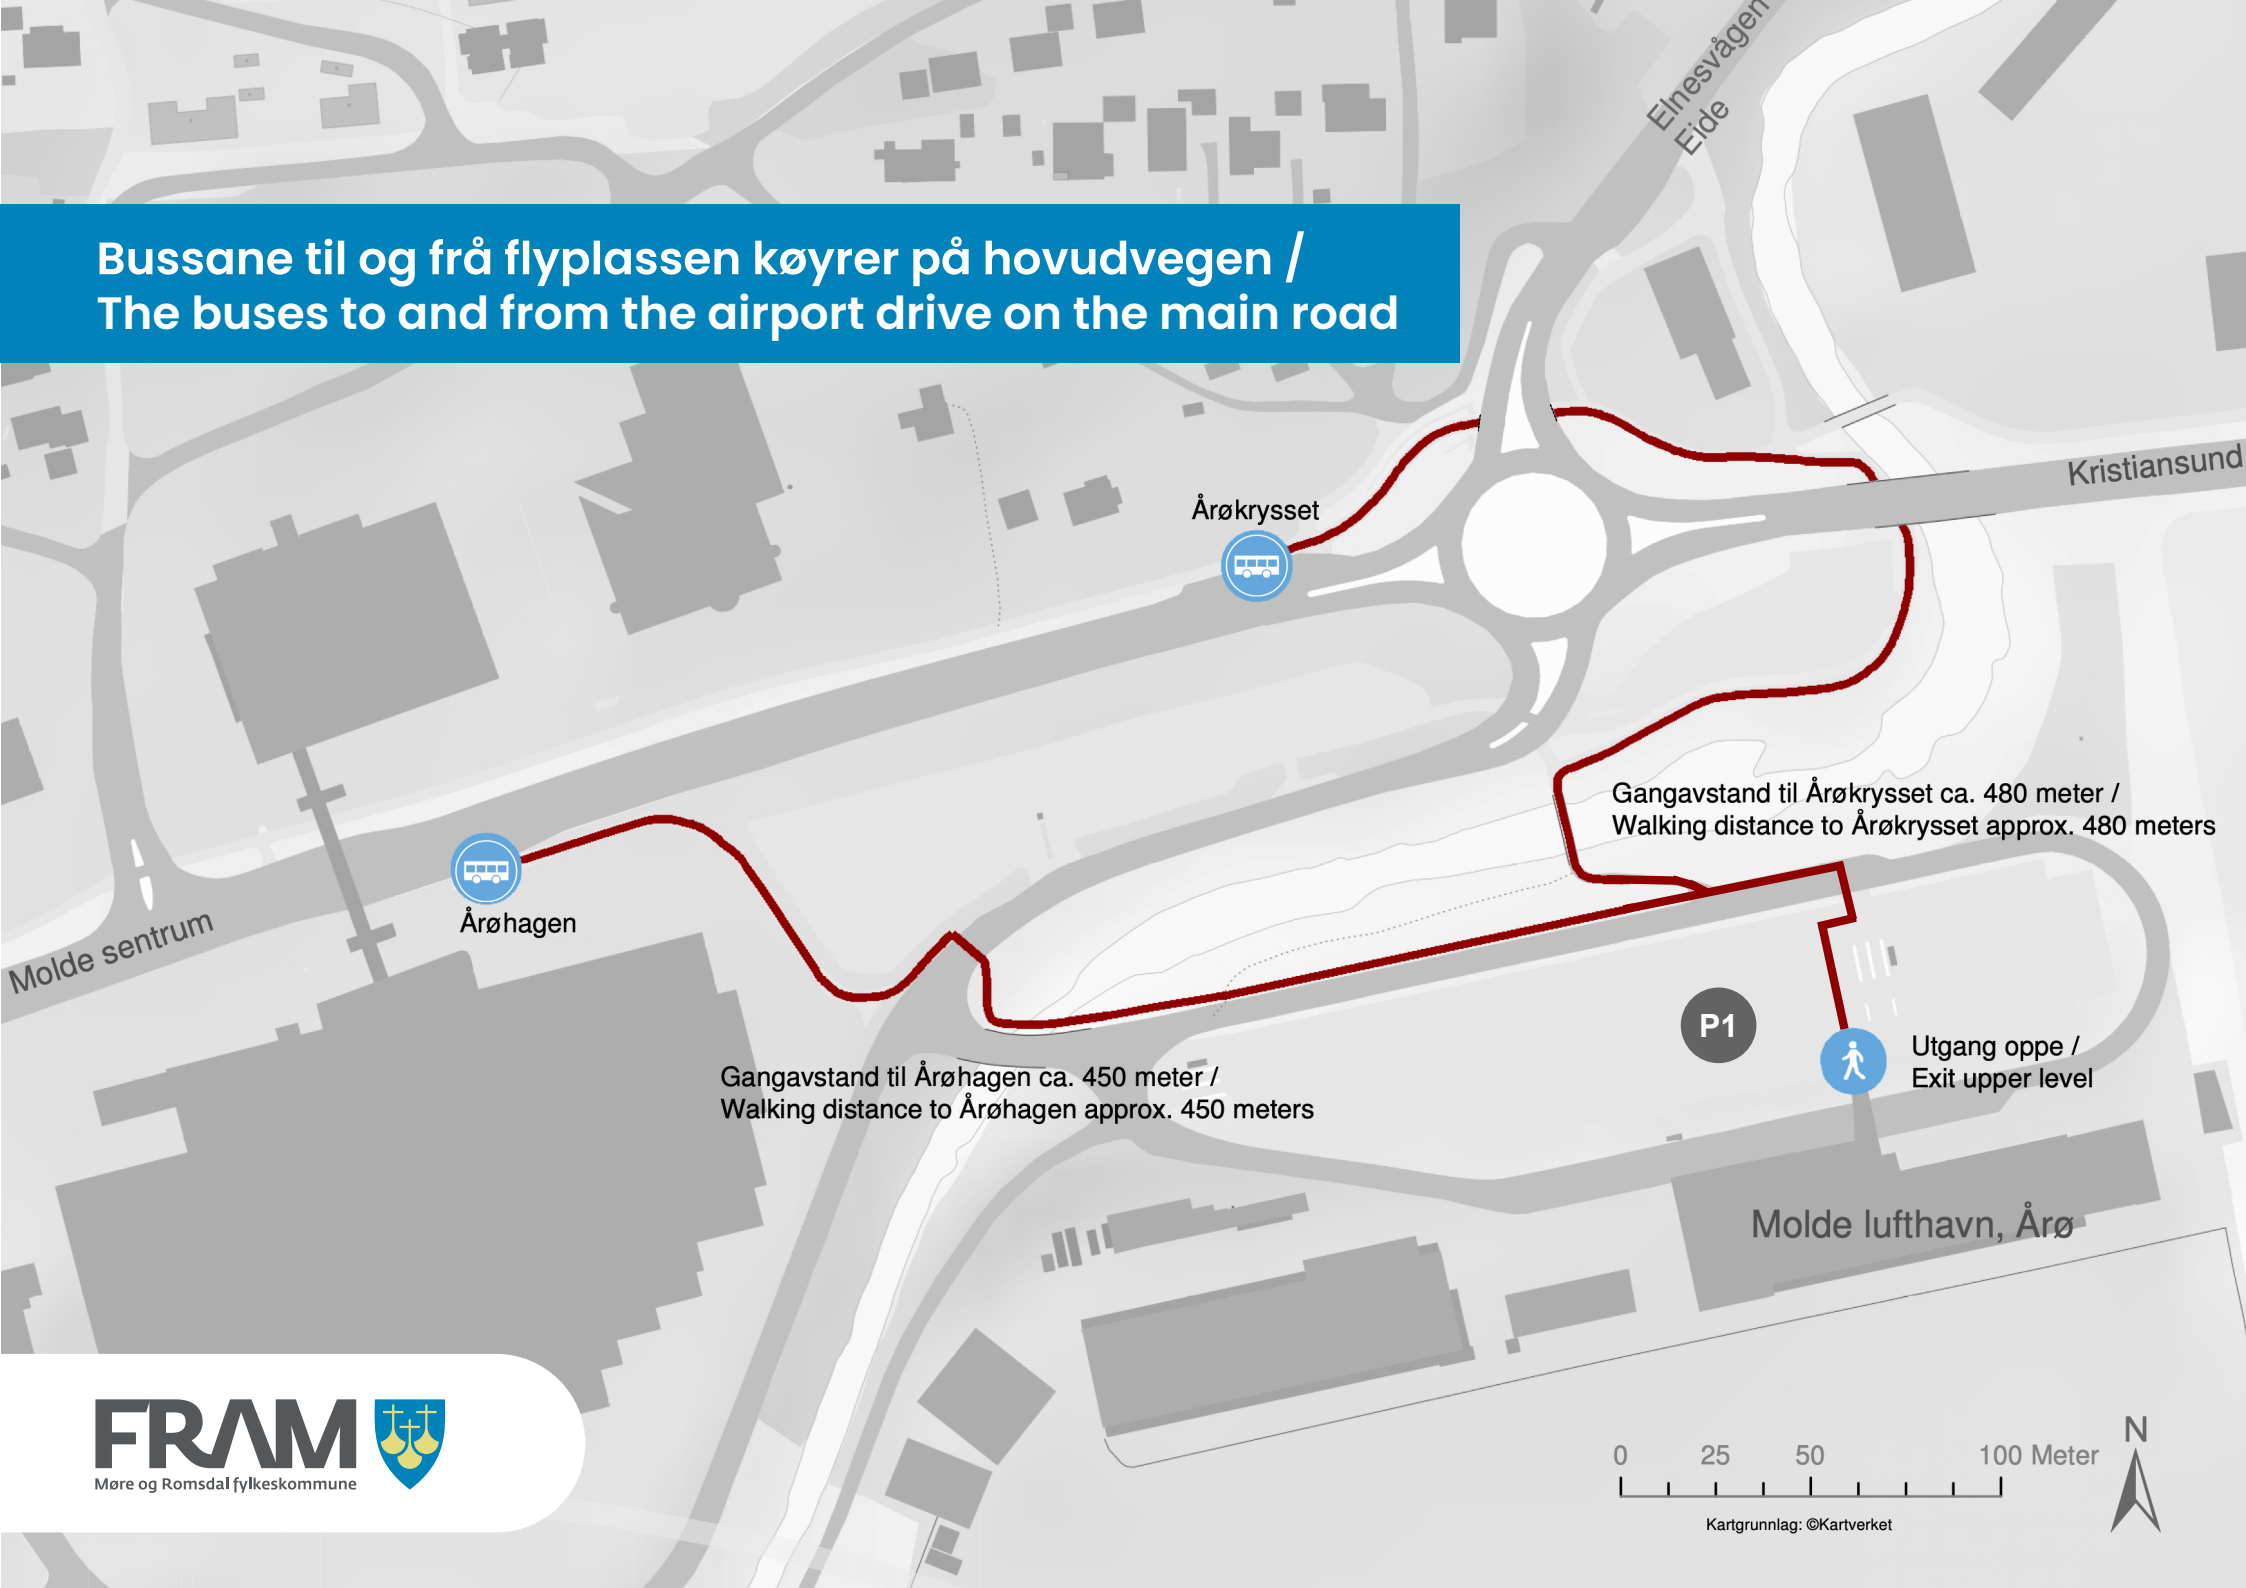 Elnesvågen
Eide
Bussane til og frå flyplassen køyrer på hovudvegen /
The buses to and from the airport drive on the main road
Kristiansund
Årøkrysset
Gangavstand til Årøkrysset ca. 480 meter /
Walking distance to Årøkrysset approx. 480 meters
Årøhagen
Molde sentrum
P1
Utgang oppe /
Exit upper level
Gangavstand til Årøhagen ca. 450 meter /
Walking distance to Årøhagen approx. 450 meters
Molde lufthavn, Årø
FRAM
Møre og Romsdal fylkeskommune
0 25 50 100 Meter
N
Kartgrunnlag: ©Kartverket